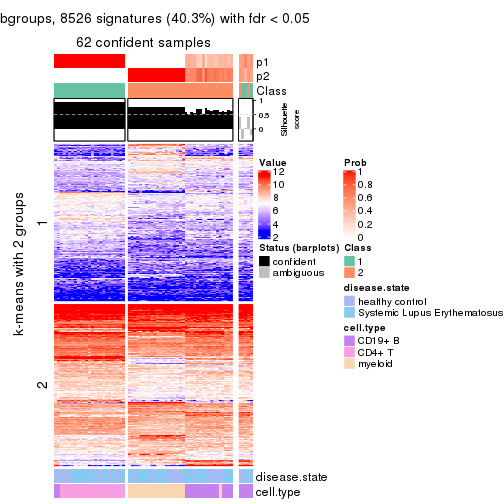 bgroups, 8526 signatures (40.3%) with fdr < 0.05
62 confident samples
p1
p2
Class
1
0.5
0
Silhouette
score
k-means with 2 groups
1
2
disease.state
cell.type
Value
12
10
8
6
4
2
Prob
1
0.8
0.6
0.4
0.2
0
Status (barplots)
confident
ambiguous
Class
1
2
disease.state
healthy control
Systemic Lupus Erythematosus
cell.type
CD19+ B
CD4+ T
myeloid